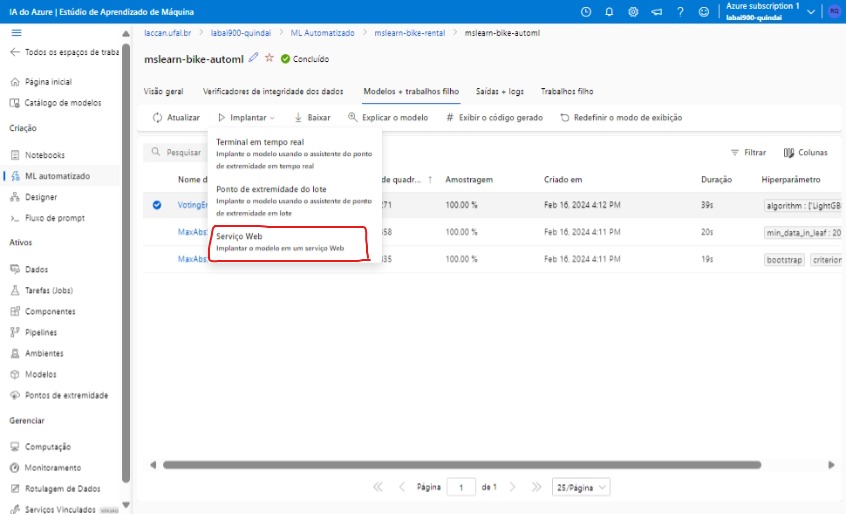 IA do Azure | Estúdio de Aprendizado de Máquina
Azure subscription 1
labai900-quindai
RQ
Todos os espaços de traba
laccan.ufal.br > labai900-quindai > ML Automatizado > mslearn-bike-rental > mslearn-bike-automl
mslearn-bike-automl Concluído
Página inicial
Catálogo de modelos
Criação
Notebooks
ML automatizado
Designer
Fluxo de prompt
Ativos
Dados
Tarefas (Jobs)
Componentes
Pipelines
Ambientes
Modelos
Pontos de extremidade
Gerenciar
Computação
Monitoramento
Rotulagem de Dados
Serviços Vinculados
Visão geral Verificadores de integridade dos dados Modelos + trabalhos filho Saídas + logs Trabalhos filho
Atualizar Implantar Baixar Explicar o modelo Exibir o código gerado Redefinir o modo de exibição
Terminal em tempo real
Implante o modelo usando o assistente do ponto
de extremidade em tempo real
Ponto de extremidade do lote
Implante o modelo usando o assistente de ponto
de extremidade em lote
Serviço Web
Implantar o modelo em um serviço Web
Pesquisar Filtrar Colunas
Nome d de quadr... ↑ Amostragem Criado em Duração Hiperparâmetro
VotingEn 271 100.00 % Feb 16, 2024 4:12 PM 39s algorithm : ['LightGB
MaxAbs 100.00 % Feb 16, 2024 4:11 PM 20s min_data_in_leaf : 20
MaxAbs 100.00 % Feb 16, 2024 4:11 PM 19s bootstrap criterion
Página 1 de 1 25/Página